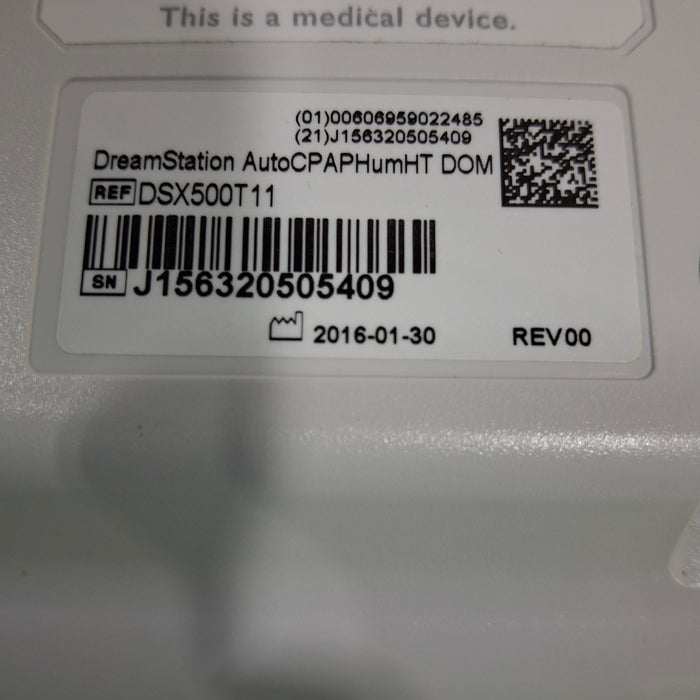 This is a medical device.
(01)00606959022485
(21)J156320505409
DreamStation AutoCPAPHumHT DOM
REF DSX500T11
SN J156320505409
2016-01-30 REV00